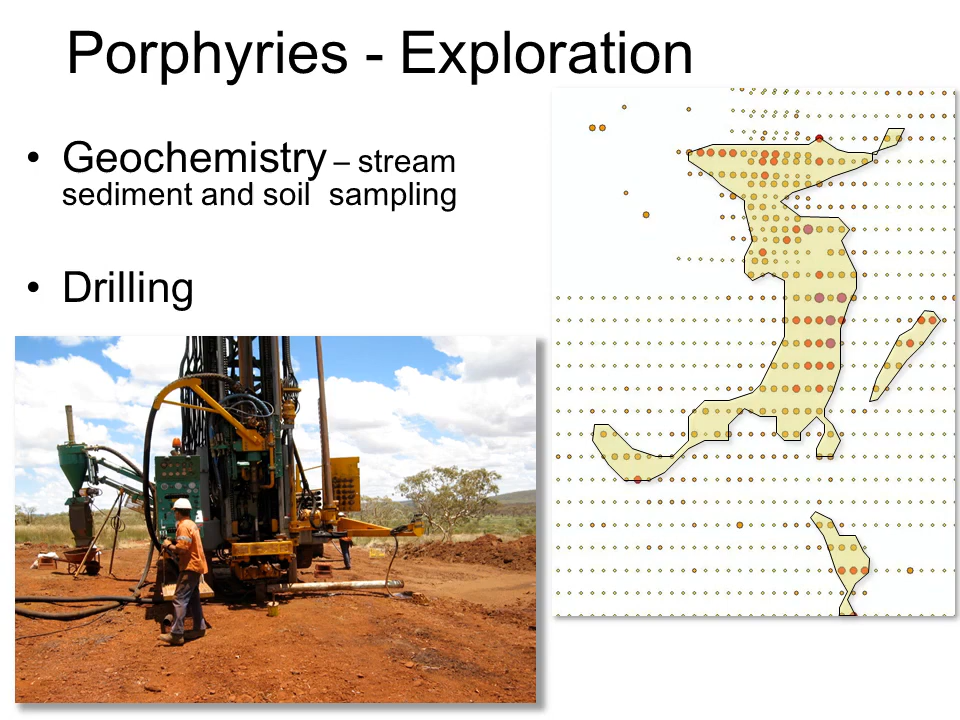 Porphyries - Exploration
• Geochemistry – stream
sediment and soil  sampling
• Drilling